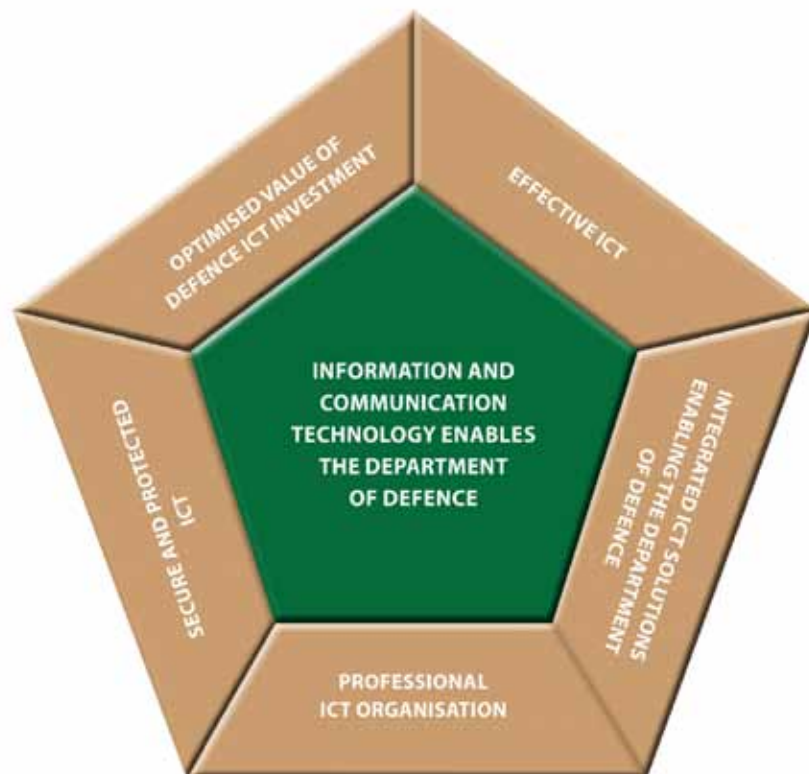 OPTIMISED VALUE OF
DEFENCE ICT INVESTMENT
EFFECTIVE ICT
INFORMATION AND
COMMUNICATION
TECHNOLOGY ENABLES
THE DEPARTMENT
OF DEFENCE
SECURE AND PROTECTED
ICT
INTEGRATED ICT SOLUTIONS
ENABLING THE DEPARTMENT
OF DEFENCE
PROFESSIONAL
ICT ORGANISATION